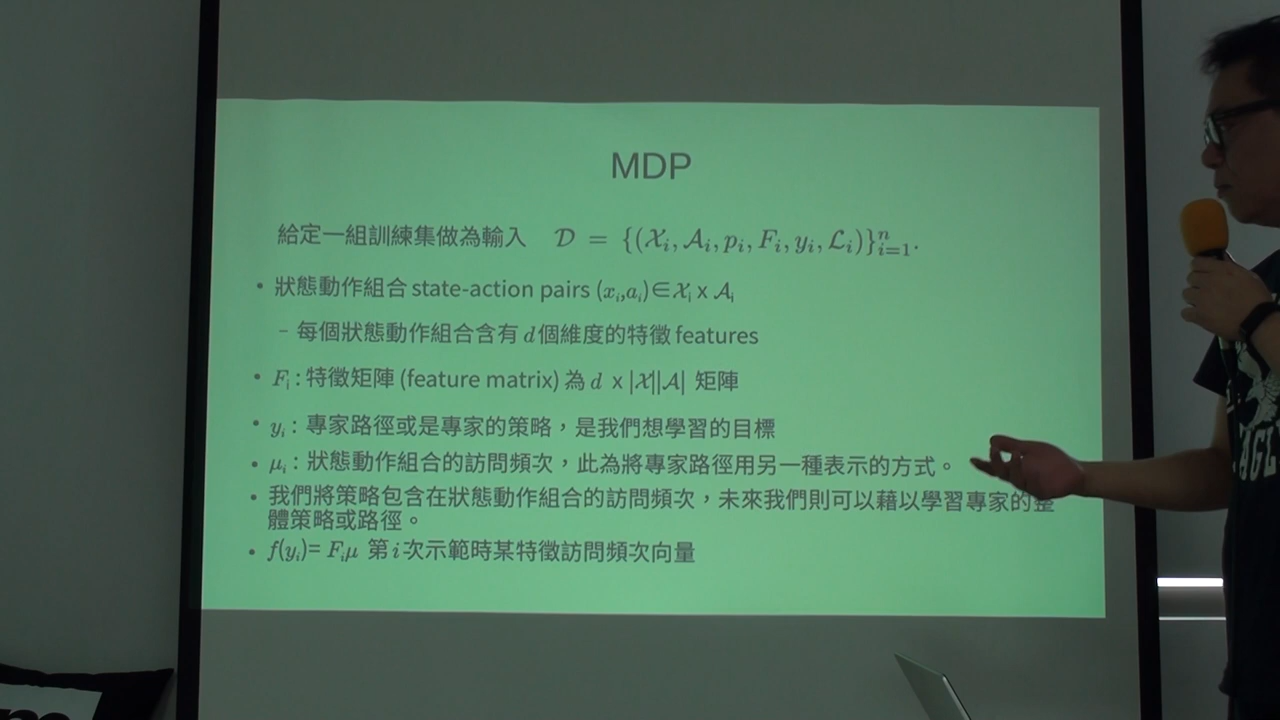 MDP
給定一組訓練集做為輸入 𝒟 = {(𝒳ᵢ, 𝒜ᵢ, pᵢ, Fᵢ, yᵢ, ℒᵢ)}ⁿᵢ₌₁.
• 狀態動作組合 state-action pairs (xᵢ,aᵢ)∈𝒳ᵢ x 𝒜ᵢ
– 每個狀態動作組合含有 d 個維度的特徵 features
• Fᵢ : 特徵矩陣 (feature matrix) 為 d x |𝒳||𝒜| 矩陣
• yᵢ : 專家路徑或是專家的策略，是我們想學習的目標
• μᵢ : 狀態動作組合的訪問頻次，此為將專家路徑用另一種表示的方式。
• 我們將策略包含在狀態動作組合的訪問頻次，未來我們則可以藉以學習專家的整
體策略或路徑。
• f(yᵢ)= Fᵢμ 第 i 次示範時某特徵訪問頻次向量